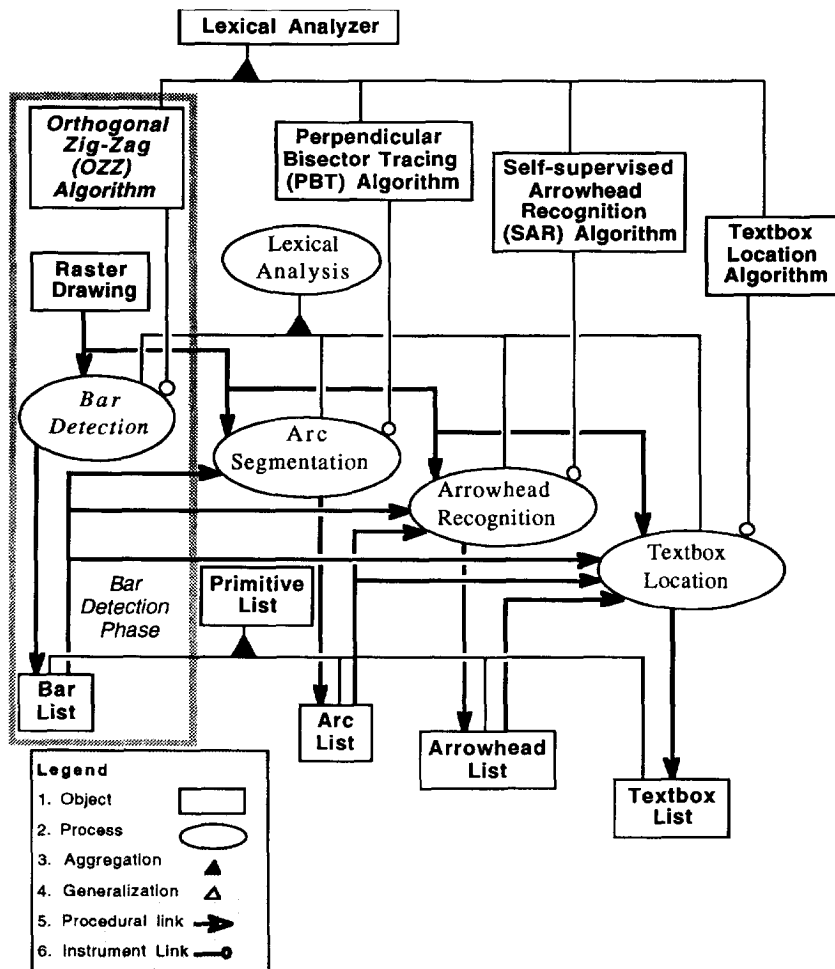 Lexical Analyzer
Orthogonal
Zig-Zag
(OZZ)
Algorithm
Perpendicular
Bisector Tracing
(PBT) Algorithm
Self-supervised
Arrowhead
Recognition
(SAR) Algorithm
Textbox
Location
Algorithm
Lexical
Analysis
Raster
Drawing
Bar
Detection
Arc
Segmentation
Arrowhead
Recognition
Textbox
Location
Bar
Detection
Phase
Primitive
List
Bar
List
Arc
List
Arrowhead
List
Textbox
List
Legend
1. Object
2. Process
3. Aggregation
4. Generalization
5. Procedural link
6. Instrument Link